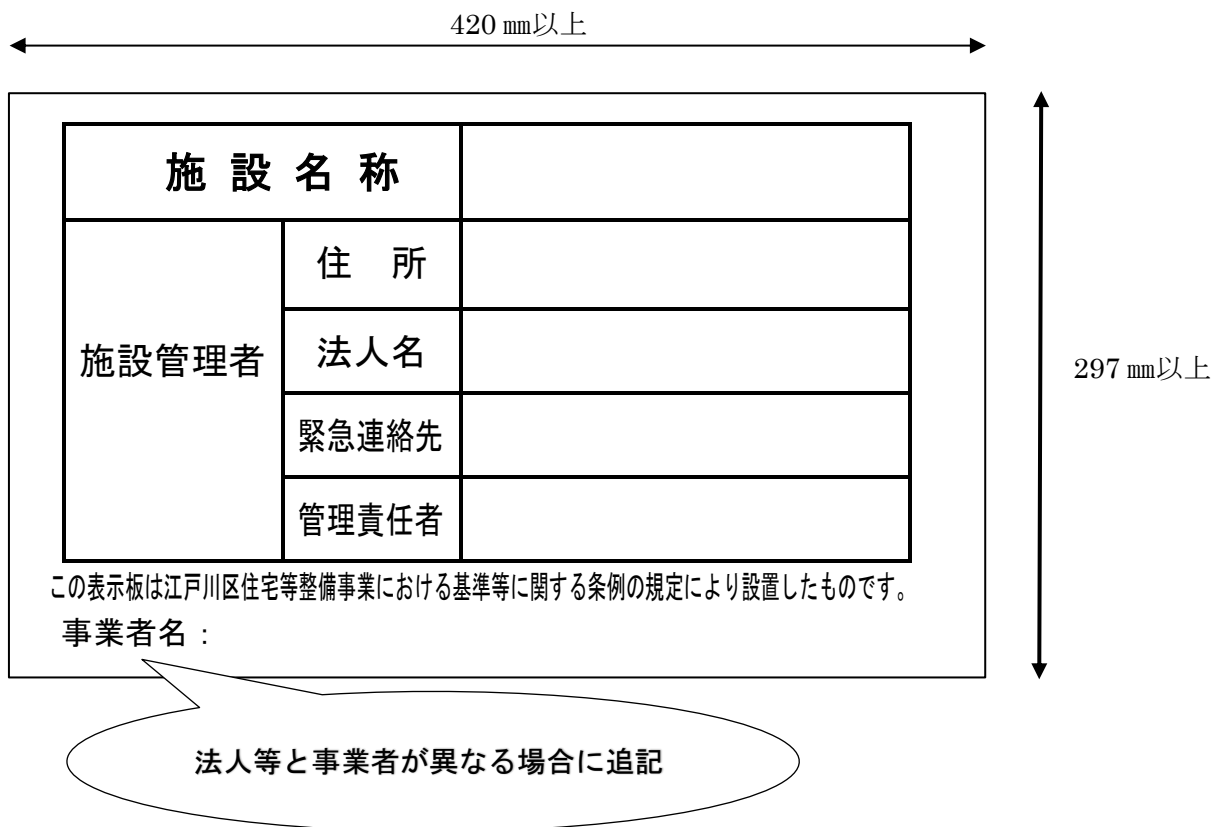 420 ㎜以上
施 設 名 称
住 所
施設管理者
法人名
297 ㎜以上
緊急連絡先
管理責任者
この表示板は江戸川区住宅等整備事業における基準等に関する条例の規定により設置したものです。
事業者名：
法人等と事業者が異なる場合に追記